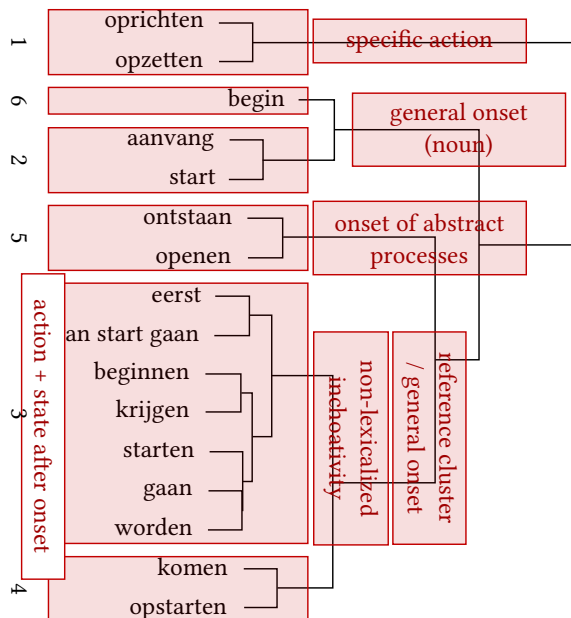 oprichten
1
specific action
opzetten
6
begin
general onset
(noun)
aanvang
2
start
ontstaan
onset of abstract
processes
5
openen
eerst
an start gaan
beginnen
krijgen
3
starten
gaan
worden
action + state after onset
non-lexicalized
inchoativity
reference cluster
/ general onset
komen
4
opstarten